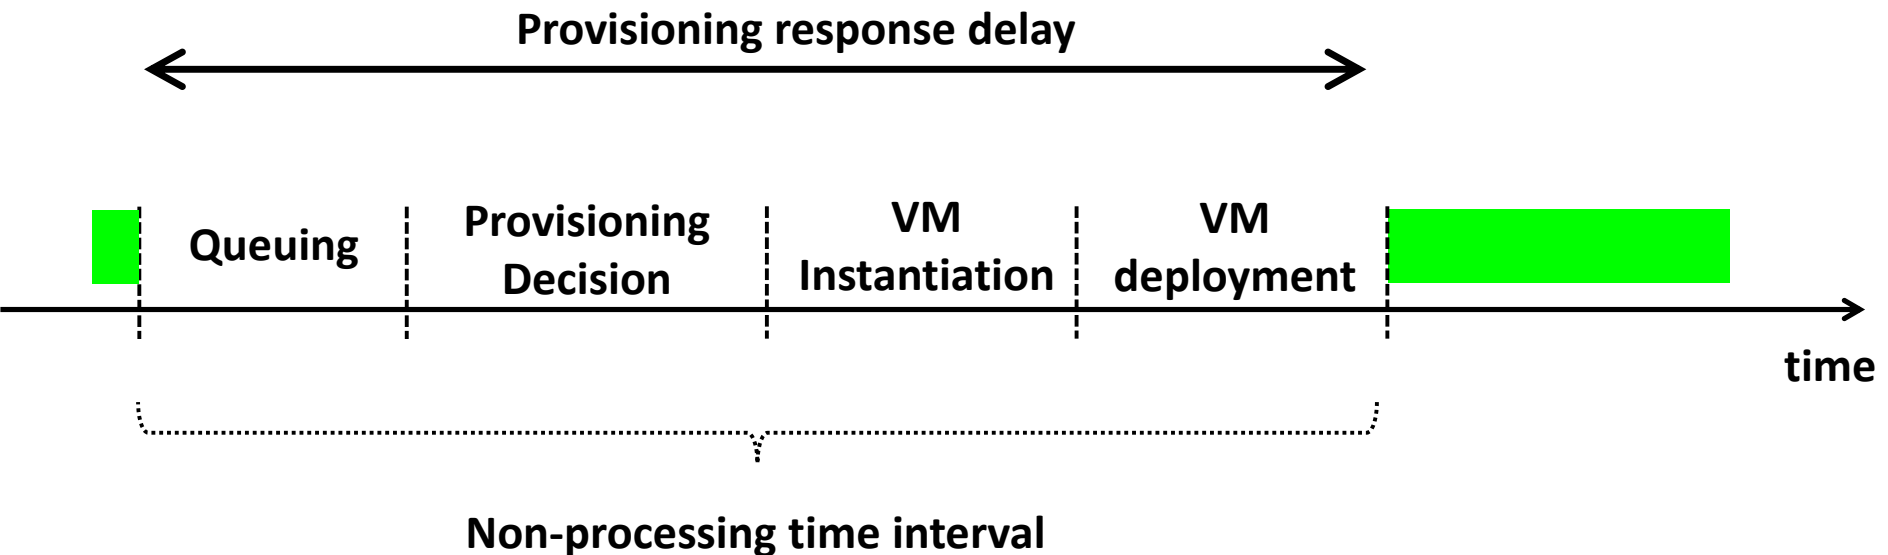 Provisioning response delay
Queuing
Provisioning
Decision
VM
Instantiation
VM
deployment
time
Non-processing time interval